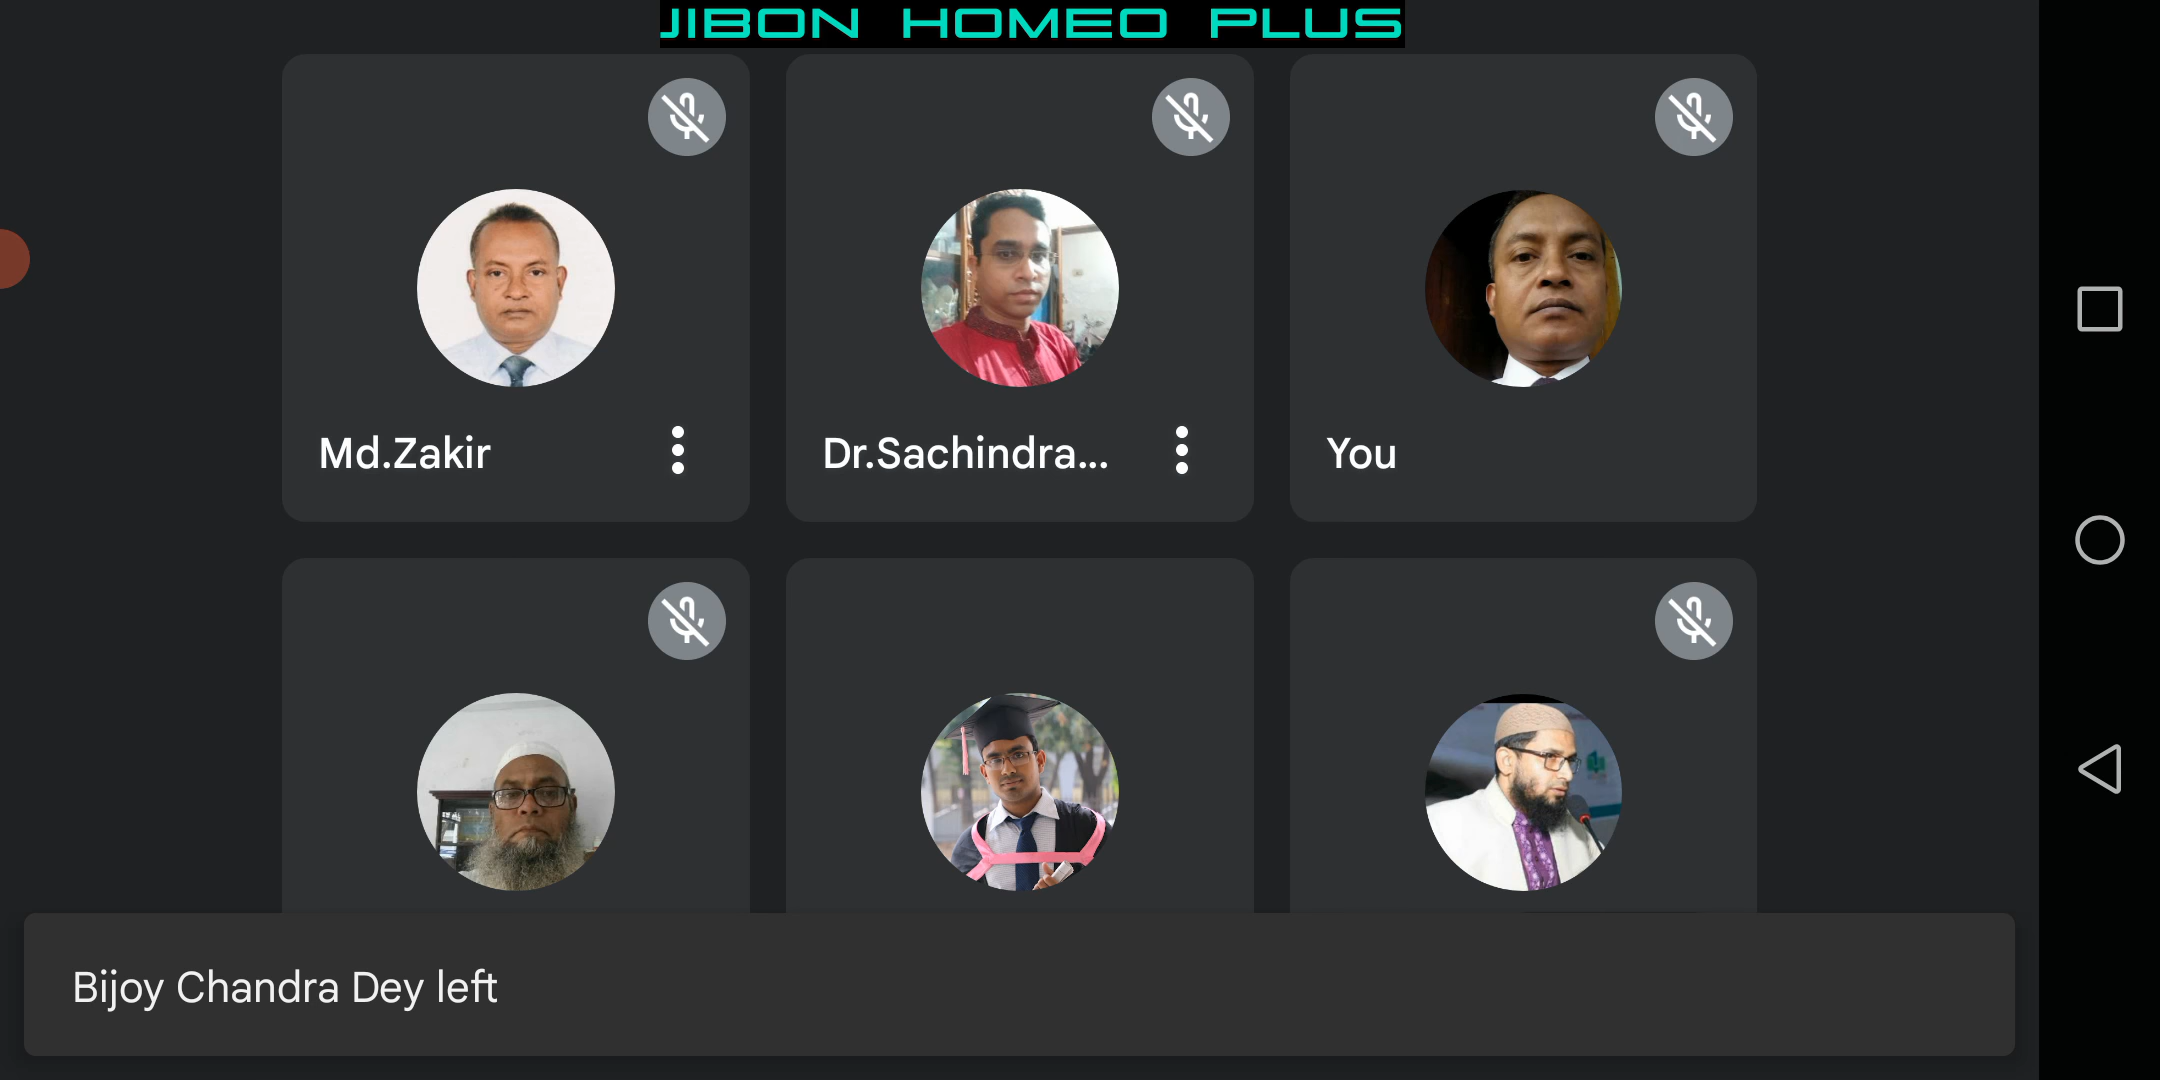 JIBON HOMEO PLUS
Md.Zakir
Dr.Sachindra...
You
Bijoy Chandra Dey left